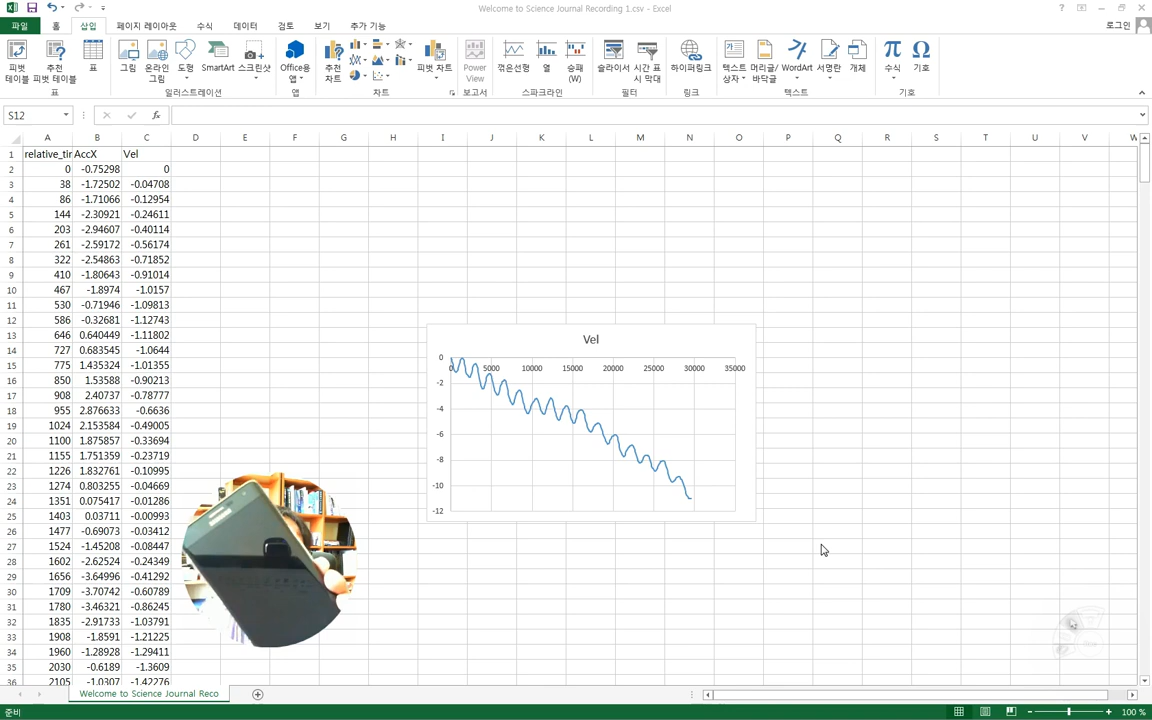 Welcome to Science Journal Recording 1.csv - Excel
파일 홈 삽입 페이지 레이아웃 수식 데이터 검토 보기 추가 기능 로그인
피벗 테이블
추천 피벗 테이블
표
그림
온라인 그림
도형
SmartArt
스크린샷
Office용 앱
추천 차트
피벗 차트
Power View
꺾은선형
열
승패 (W)
슬라이서
시간 표시 막대
하이퍼링크
텍스트 상자
머리글/바닥글
WordArt
서명란
개체
수식
기호
표 일러스트레이션 앱 차트 보고서 스파크라인 필터 링크 텍스트 기호
S12
A B C D E F G H I J K L M N O P Q R S T U V W
1 relative_tir AccX Vel
2 0 -0.75298 0
3 38 -1.72502 -0.04708
4 86 -1.71066 -0.12954
5 144 -2.30921 -0.24611
6 203 -2.94607 -0.40114
7 261 -2.59172 -0.56174
8 322 -2.54863 -0.71852
9 410 -1.80643 -0.91014
10 467 -1.8974 -1.0157
11 530 -0.71946 -1.09813
12 586 -0.32681 -1.12743
13 646 0.640449 -1.11802
14 727 0.683545 -1.0644
15 775 1.435324 -1.01355
16 850 1.53588 -0.90213
17 908 2.40737 -0.78777
18 955 2.876633 -0.6636
19 1024 2.153584 -0.49005
20 1100 1.875857 -0.33694
21 1155 1.751359 -0.23719
22 1226 1.832761 -0.10995
23 1274 0.803255 -0.04669
24 1351 0.075417 -0.01286
25 1403 0.03711 -0.00993
26 1477 -0.69073 -0.03412
27 1524 -1.45208 -0.08447
28 1602 -2.62524 -0.24349
29 1656 -3.64996 -0.41292
30 1709 -3.70742 -0.60789
31 1780 -3.46321 -0.86245
32 1835 -2.91733 -1.03791
33 1908 -1.8591 -1.21225
34 1960 -1.28928 -1.29411
35 2030 -0.6189 -1.3609
36 2105 -1.0307 -1.42276
Vel
0
0 5000 10000 15000 20000 25000 30000 35000
-2
-4
-6
-8
-10
-12
Welcome to Science Journal Reco
준비
100 %